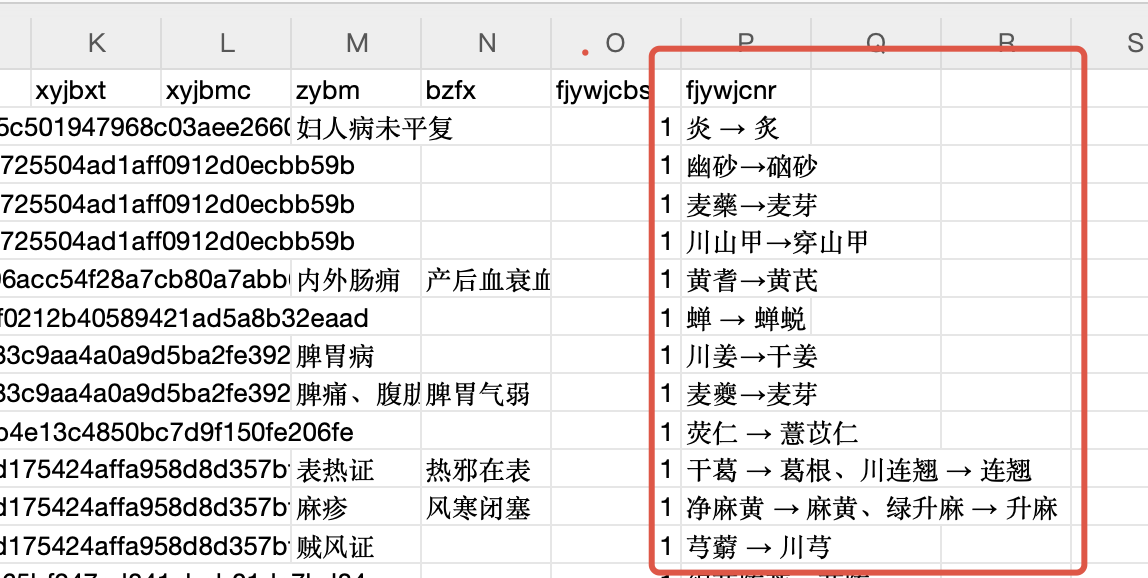 K L M N O P Q R S
xyjbxt xyjbmc zybm bzfx fjywjcbs fjywjcnr
5c501947968c03aee2660 妇人病未平复 1 炎 → 炙
725504ad1aff0912d0ecbb59b 1 幽砂→硇砂
725504ad1aff0912d0ecbb59b 1 麦蘗→麦芽
725504ad1aff0912d0ecbb59b 1 川山甲→穿山甲
96acc54f28a7cb80a7abb 内外肠痈 产后血衰血 1 黄耆→黄芪
f0212b40589421ad5a8b32eaad 1 蝉 → 蝉蜕
83c9aa4a0a9d5ba2fe392 脾胃病 1 川姜→干姜
83c9aa4a0a9d5ba2fe392 脾痛、腹胀 脾胃气弱 1 麦虁→麦芽
b4e13c4850bc7d9f150fe206fe 1 荧仁 → 薏苡仁
d175424affa958d8d357b 表热证 热邪在表 1 干葛 → 葛根、川连翘 → 连翘
d175424affa958d8d357b 麻疹 风寒闭塞 1 净麻黄 → 麻黄、绿升麻 → 升麻
d175424affa958d8d357b 贼风证 1 芎藭 → 川芎